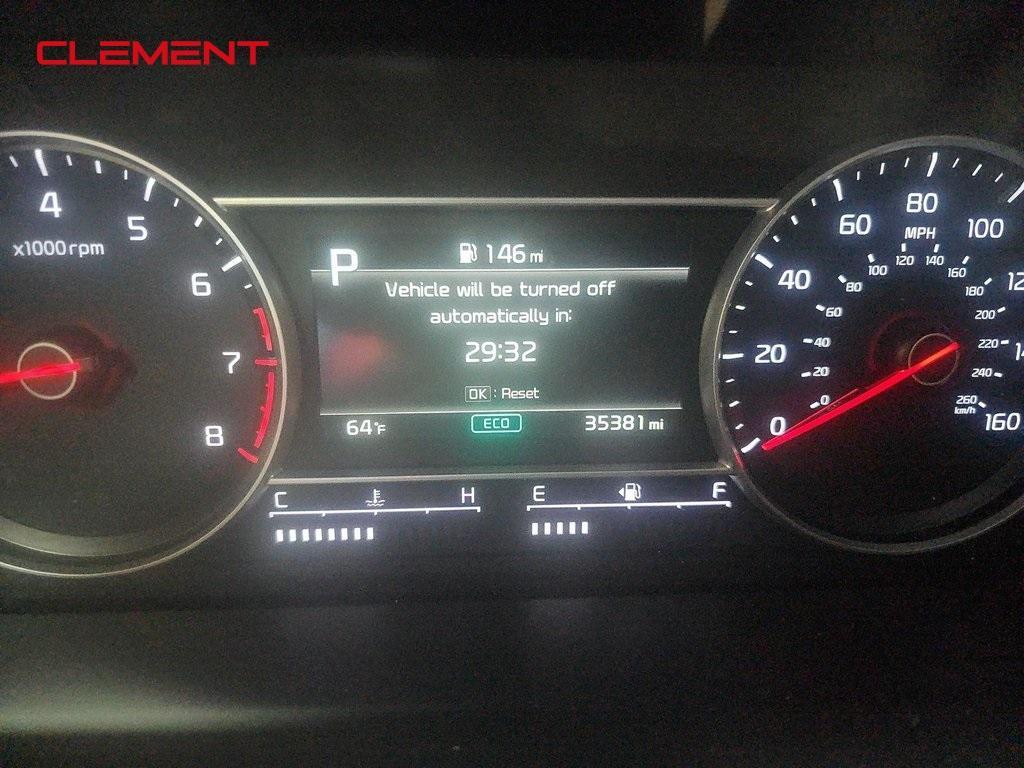 CLEMENT
4
5
x1000rpm
6
7
8
P
146 mi
Vehicle will be turned off
automatically in:
29:32
OK : Reset
64°F
ECO
35381 mi
C H
E F
0
20
40
60
80
100
160
MPH
0
20
40
60
80
100
120
140
160
180
200
220
240
260
km/h